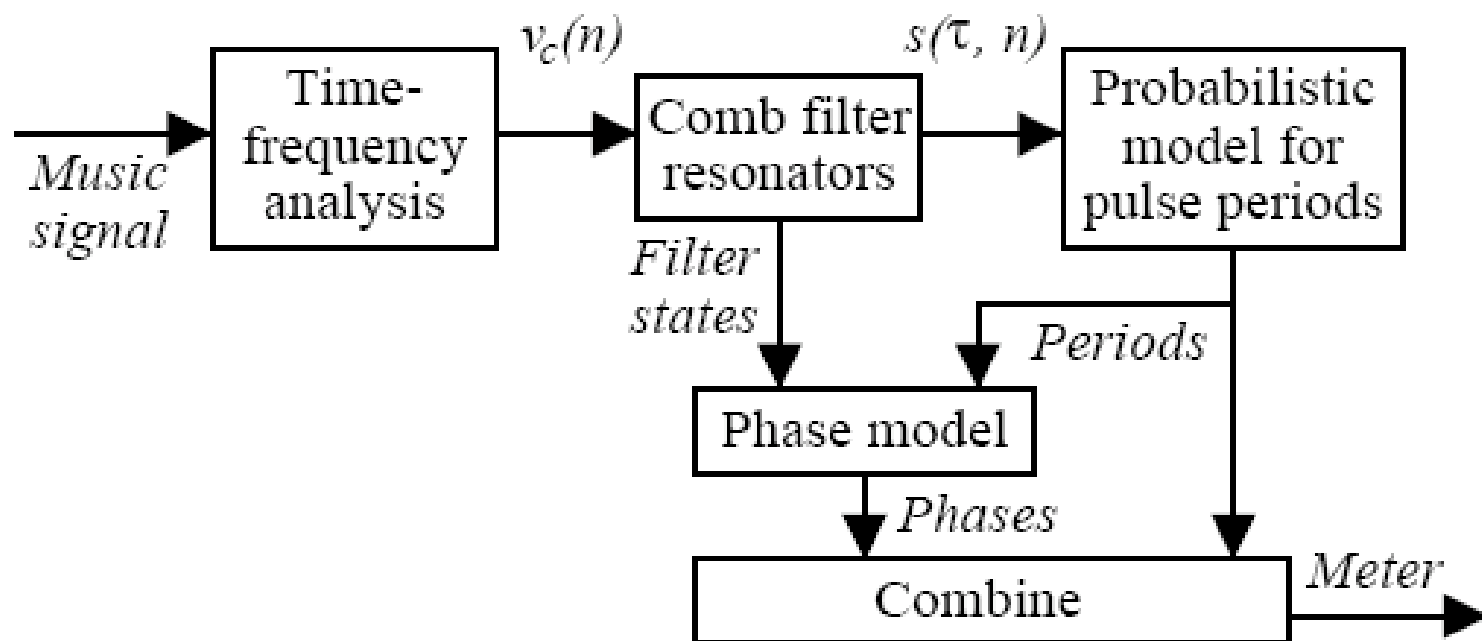 v_c(n)
s(τ, n)
Time-
frequency
analysis
Comb filter
resonators
Probabilistic
model for
pulse periods
Music
signal
Filter
states
Periods
Phase model
Phases
Combine
Meter